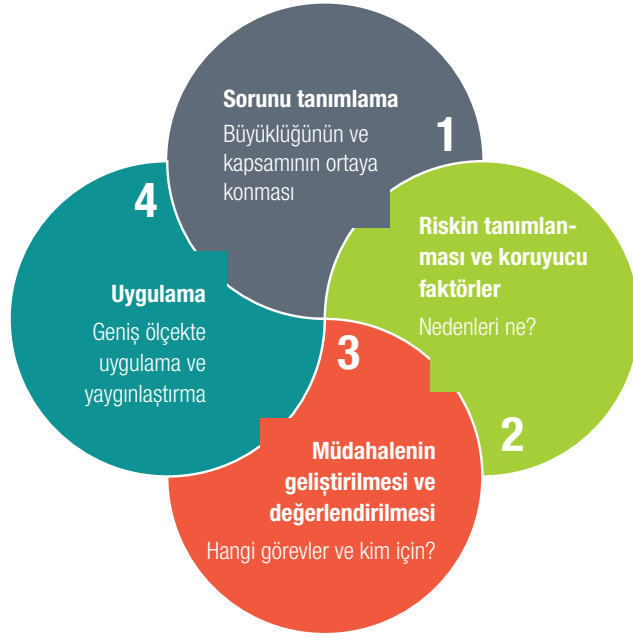 Sorunu tanımlama
Büyüklüğünün ve
kapsamının ortaya
konması
1
Riskin tanımlan-
ması ve koruyucu
faktörler
Nedenleri ne?
2
3
Müdahalenin
geliştirilmesi ve
değerlendirilmesi
Hangi görevler ve kim için?
4
Uygulama
Geniş ölçekte
uygulama ve
yaygınlaştırma